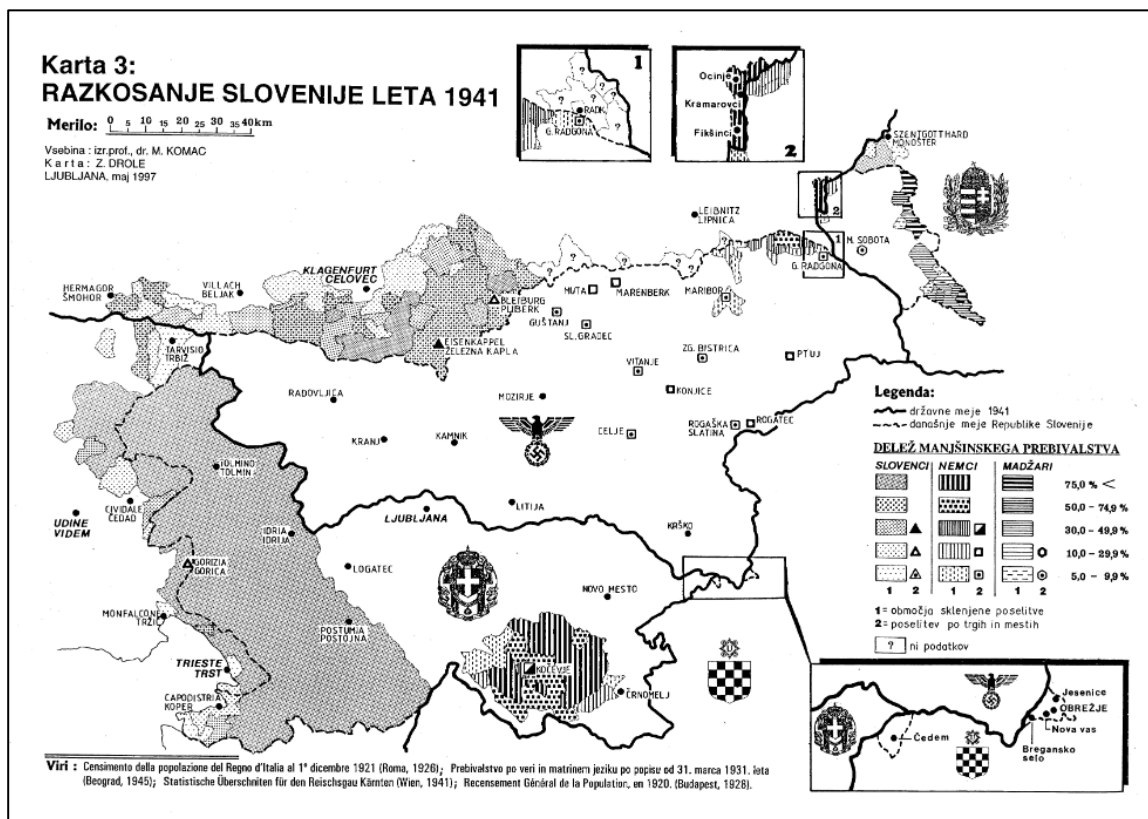 Karta 3:
RAZKOSANJE SLOVENIJE LETA 1941
Merilo: 0 5 10 20 30 40km
Vsebina : izr.prof., dr. M. KOMAC
Karta : Z. DROLE
LJUBLJANA, maj 1997
1
?
?
?
?
?
?
?
RADK.
G. RADGONA
Ocinje
Kramarovci
Fikšinci
2
SZENTGOTTHARD
MONOŠTER
2
LEIBNITZ
LIPNICA
1
M. SOBOTA
G. RADGONA
?
?
?
?
?
?
KLAGENFURT
CELOVEC
HERMAGOR
ŠMOHOR
VILLACH
BELJAK
BLEIBURG
PLIBERK
MUTA
MARENBERK
MARIBOR
GUŠTANJ
SL. GRADEC
EISENKAPPEL
ŽELEZNA KAPLA
TARVISIO
TRBIŽ
ZG. BISTRICA
PTUJ
VITANJE
KONJICE
RADOVLJICA
MOZIRJE
ROGAŠKA
SLATINA
ROGATEC
KRANJ
KAMNIK
CELJE
TOLMINO
TOLMIN
CIVIDALE
ČEDAD
UDINE
VIDEM
LITIJA
LJUBLJANA
IDRIA
IDRIJA
KRŠKO
GORIZIA
GORICA
LOGATEC
NOVO MESTO
MONFALCONE
TRŽIČ
POSTUMIA
POSTOJNA
TRIESTE
TRST
KOČEVJE
ČRNOMELJ
CAPODISTRIA
KOPER
Legenda:
državne meje 1941
današnje meje Republike Slovenije
DELEŽ MANJŠINSKEGA PREBIVALSTVA
SLOVENCI NEMCI MADŽARI
75,0 % <
50,0 - 74,9 %
30,0 - 49,9 %
10,0 - 29,9 %
5,0 - 9,9 %
1 2 1 2 1 2
1 = območja sklenjene poselitve
2 = poselitev po trgih in mestih
? ni podatkov
Jesenice
OBREŽJE
Nova vas
Bregansko
selo
Čedem
Viri : Censimento della popolazione del Regno d'Italia al 1° dicembre 1921 (Roma, 1926); Prebivalstvo po veri in matrinem jeziku po popisu od 31. marca 1931. leta
(Beograd, 1945); Statistische Überschniten für den Reischsgau Kärnten (Wien, 1941); Recensement Général de la Population, en 1920. (Budapest, 1928).